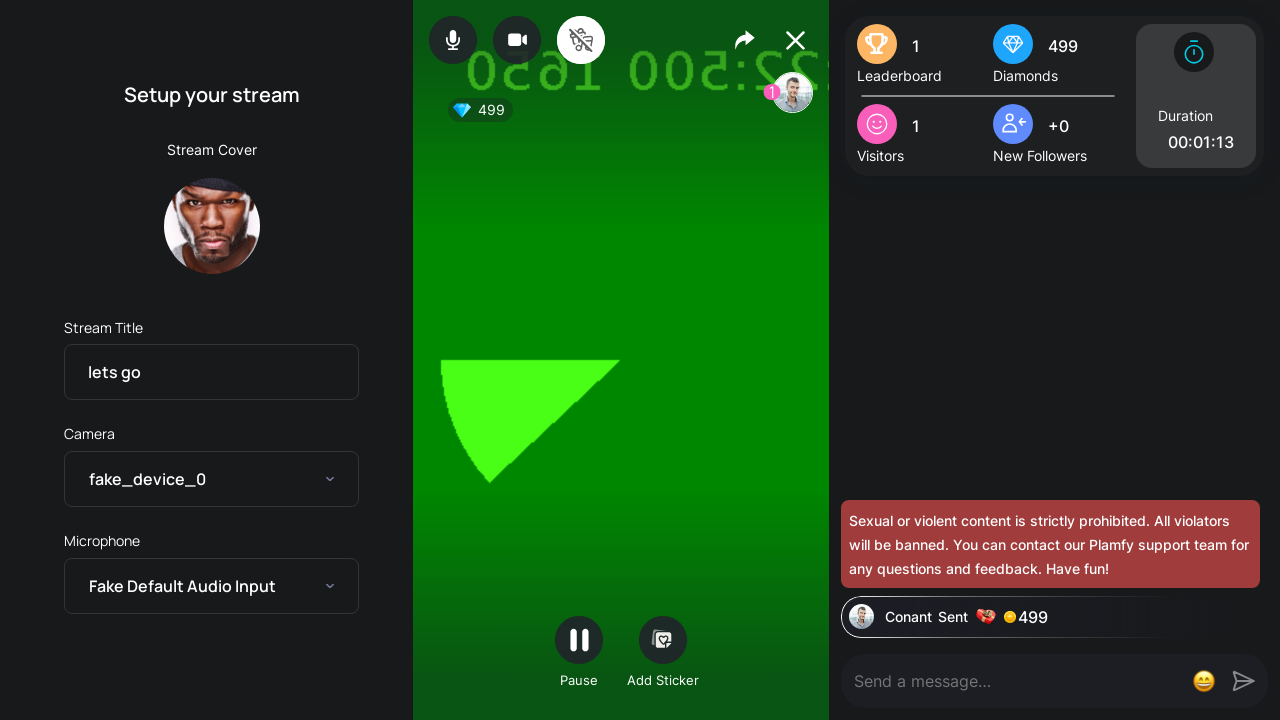 Setup your stream
Stream Cover
Stream Title
lets go
Camera
fake_device_0
Microphone
Fake Default Audio Input
1
499
Pause
Add Sticker
1
Leaderboard
499
Diamonds
1
Visitors
+0
New Followers
Duration
00:01:13
Sexual or violent content is strictly prohibited. All violators
will be banned. You can contact our Plamfy support team for
any questions and feedback. Have fun!
Conant Sent 499
Send a message...